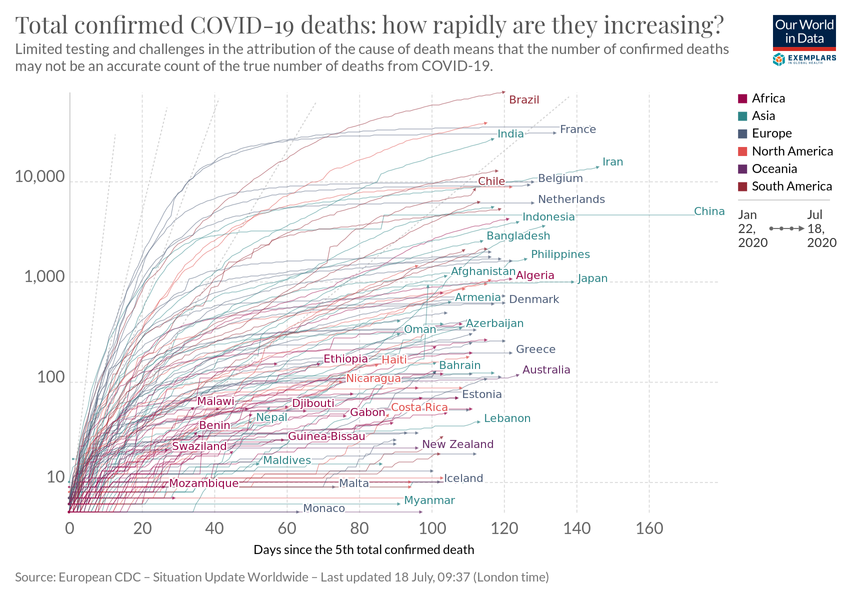 Total confirmed COVID-19 deaths: how rapidly are they increasing?
Limited testing and challenges in the attribution of the cause of death means that the number of confirmed deaths
may not be an accurate count of the true number of deaths from COVID-19.
Our World
in Data
EXEMPLARS
IN GLOBAL HEALTH
Africa
Asia
Europe
North America
Oceania
South America
Jan
22,
2020
Jul
18,
2020
10,000
1,000
100
10
Brazil
India
France
Iran
Chile
Belgium
Netherlands
China
Indonesia
Bangladesh
Philippines
Afghanistan
Algeria
Japan
Armenia
Denmark
Oman
Azerbaijan
Greece
Ethiopia
Haiti
Bahrain
Australia
Nicaragua
Estonia
Malawi
Djibouti
Costa Rica
Gabon
Nepal
Lebanon
Benin
Guinea-Bissau
Swaziland
New Zealand
Maldives
Mozambique
Malta
Iceland
Myanmar
Monaco
0
20
40
60
80
100
120
140
160
Days since the 5th total confirmed death
Source: European CDC – Situation Update Worldwide – Last updated 18 July, 09:37 (London time)